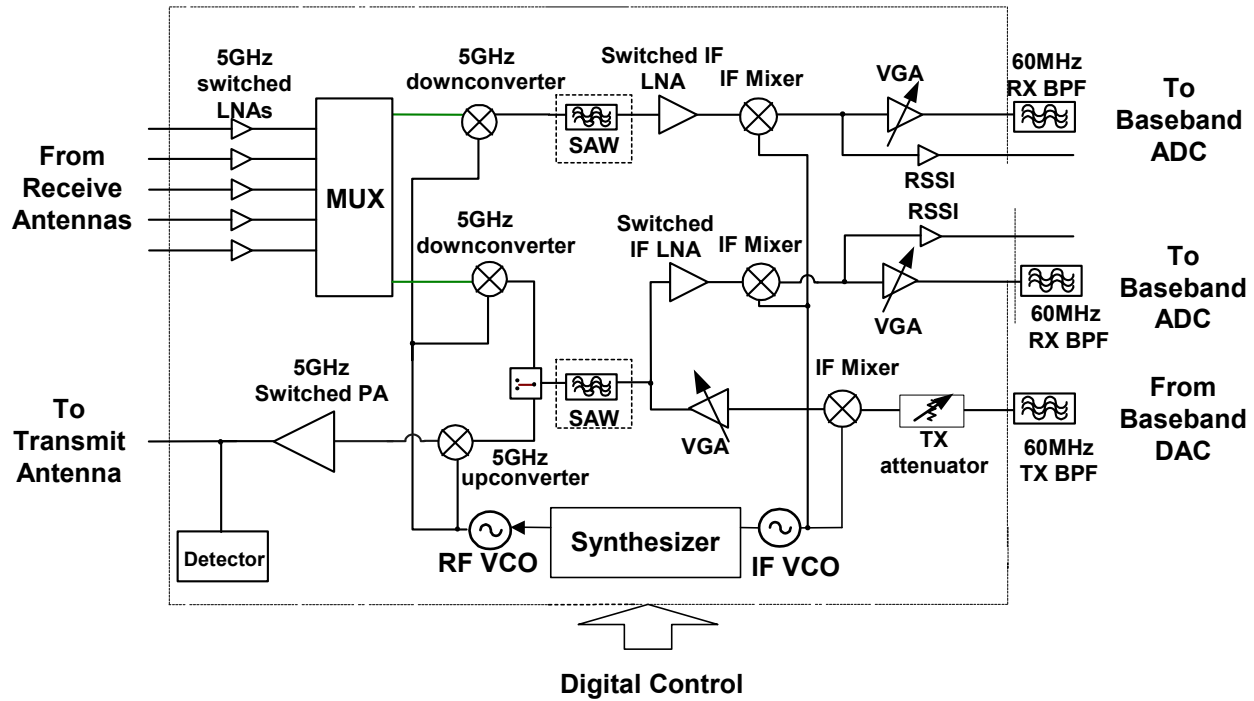 5GHz
switched
LNAs
5GHz
downconverter
Switched IF
LNA
IF Mixer
VGA
60MHz
RX BPF
To
Baseband
ADC
From
Receive
Antennas
MUX
SAW
RSSI
5GHz
downconverter
Switched
IF LNA
IF Mixer
RSSI
VGA
60MHz
RX BPF
To
Baseband
ADC
5GHz
Switched PA
SAW
VGA
IF Mixer
TX
attenuator
60MHz
TX BPF
From
Baseband
DAC
To
Transmit
Antenna
5GHz
upconverter
Detector
RF VCO
Synthesizer
IF VCO
Digital Control